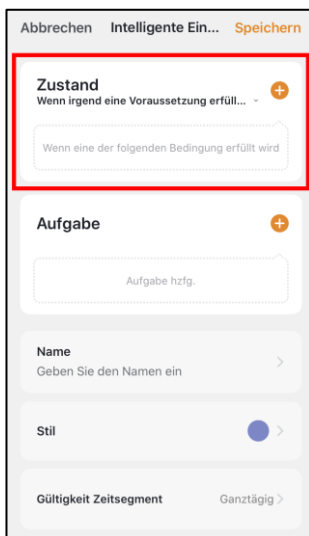 Abbrechen Intelligente Ein... Speichern
Zustand
Wenn irgend eine Voraussetzung erfüll...
Wenn eine der folgenden Bedingung erfüllt wird
Aufgabe
Aufgabe hzfg.
Name
Geben Sie den Namen ein
Stil
Gültigkeit Zeitsegment Ganztägig